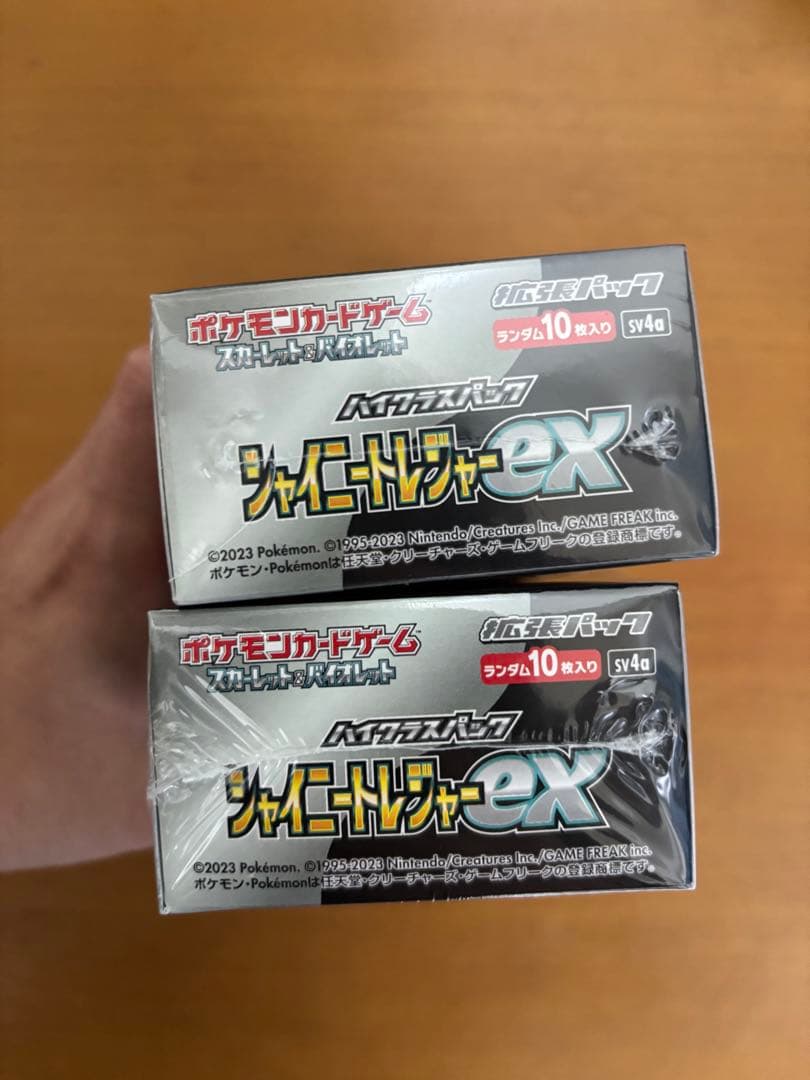 ポケモンカードゲーム
スカーレット&バイオレット
拡張パック
ランダム10枚入り SV4a
ハイクラスパック
シャイニートレジャーex
©2023 Pokémon. ©1995-2023 Nintendo/Creatures Inc./GAME FREAK inc.
ポケモン・Pokémonは任天堂・クリーチャーズ・ゲームフリークの登録商標です。
ポケモンカードゲーム™
スカーレット&バイオレット
拡張パック
ランダム10枚入り SV4a
ハイクラスパック
シャイニートレジャーex
©2023 Pokémon. ©1995-2023 Nintendo/Creatures Inc./GAME FREAK inc.
ポケモン・Pokémonは任天堂・クリーチャーズ・ゲームフリークの登録商標です。